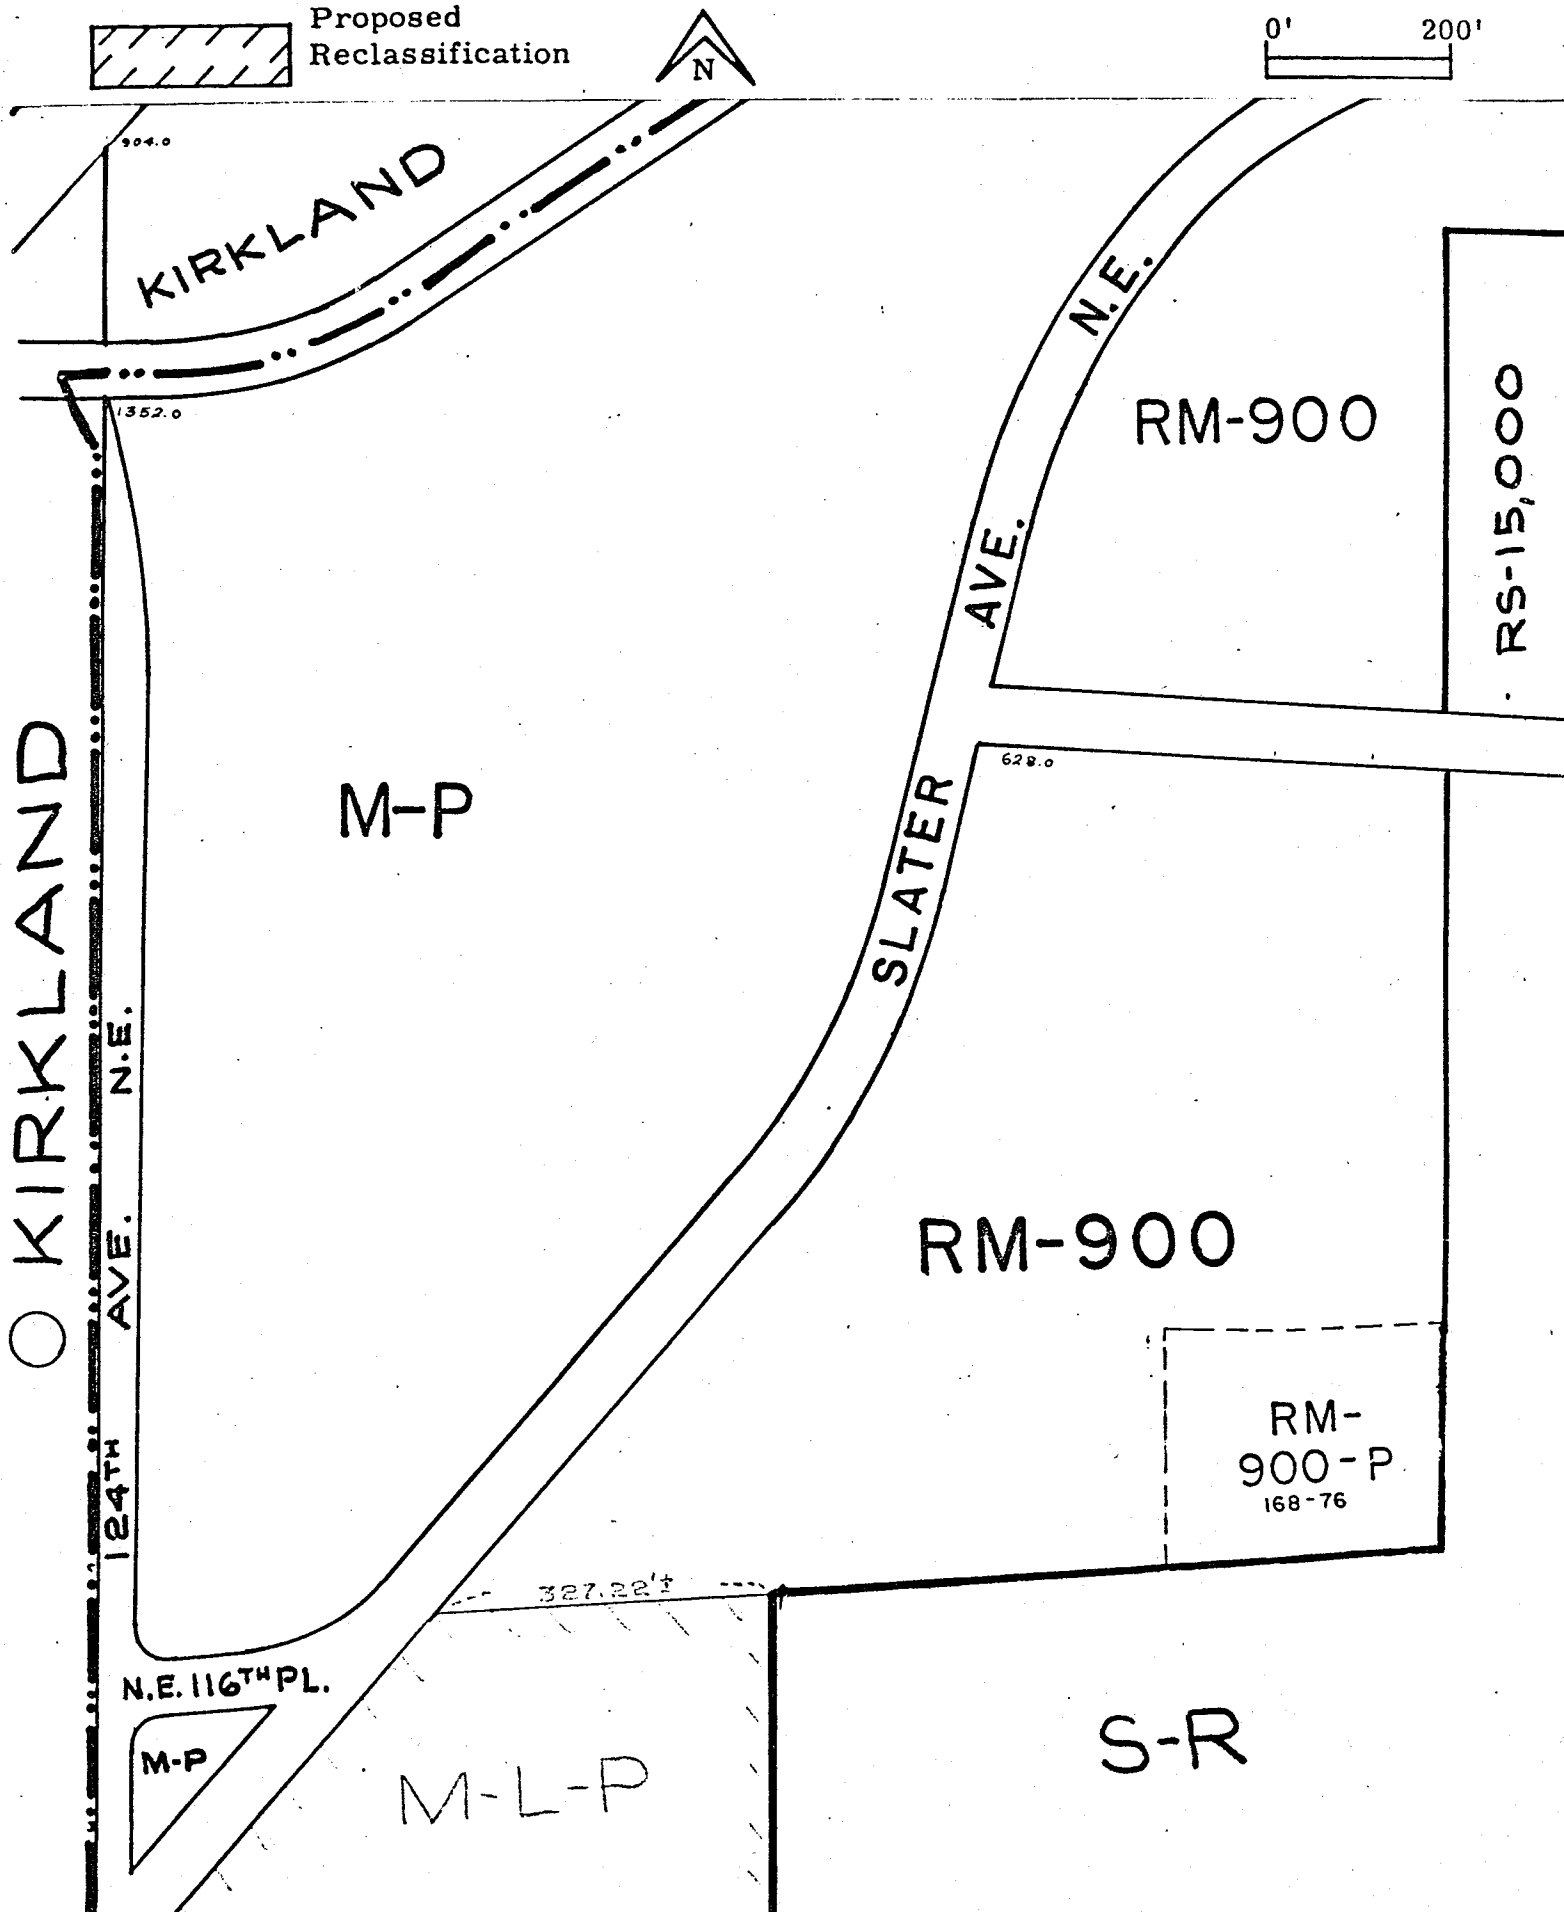 Proposed
Reclassification
N
0' 200'
904.0
KIRKLAND
1352.0
N.E.
RM-900
RS-15,000
AVE.
628.0
M-P
SLATER
KIRKLAND
N.E.
AVE.
124TH
RM-900
RM-
900-P
168-76
327.22'±
N.E. 116TH PL.
M-P
M-L-P
S-R